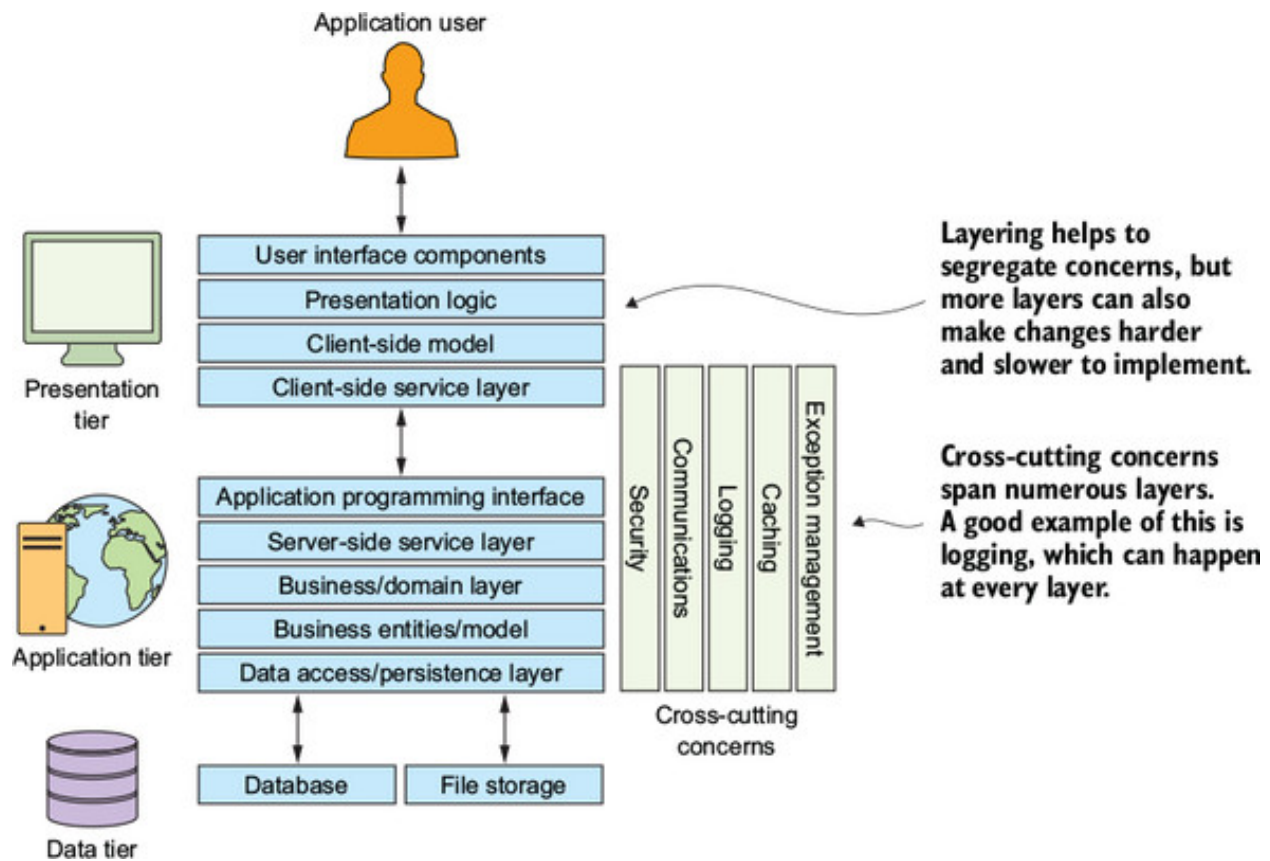 Application user
User interface components
Presentation logic
Client-side model
Client-side service layer
Presentation
tier
Layering helps to
segregate concerns, but
more layers can also
make changes harder
and slower to implement.
Application programming interface
Server-side service layer
Business/domain layer
Business entities/model
Data access/persistence layer
Application tier
Security
Communications
Logging
Caching
Exception management
Cross-cutting
concerns
Cross-cutting concerns
span numerous layers.
A good example of this is
logging, which can happen
at every layer.
Database
File storage
Data tier